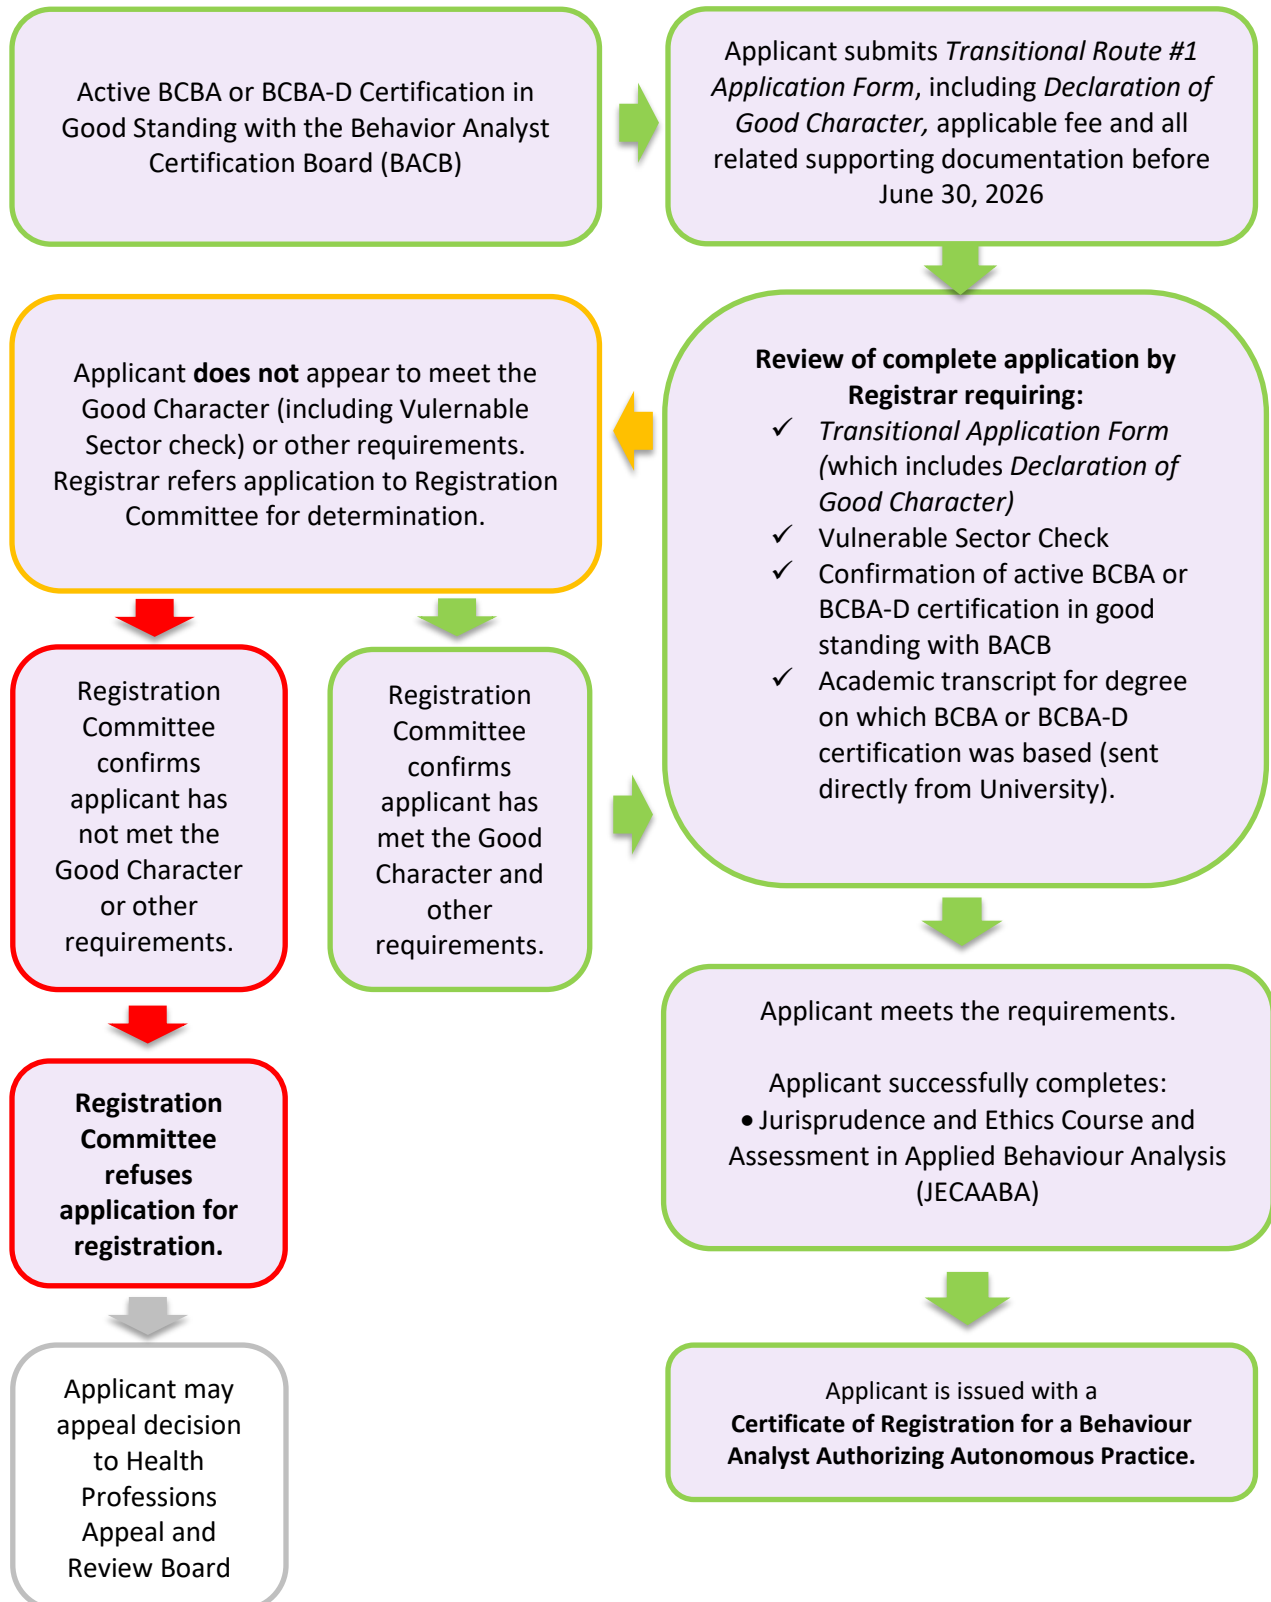 Active BCBA or BCBA-D Certification in
Good Standing with the Behavior Analyst
Certification Board (BACB)
Applicant submits Transitional Route #1
Application Form, including Declaration of
Good Character, applicable fee and all
related supporting documentation before
June 30, 2026
Review of complete application by
Registrar requiring:
✓ Transitional Application Form
(which includes Declaration of
Good Character)
✓ Vulnerable Sector Check
✓ Confirmation of active BCBA or
BCBA-D certification in good
standing with BACB
✓ Academic transcript for degree
on which BCBA or BCBA-D
certification was based (sent
directly from University).
Applicant does not appear to meet the
Good Character (including Vulernable
Sector check) or other requirements.
Registrar refers application to Registration
Committee for determination.
Registration
Committee
confirms
applicant has
not met the
Good Character
or other
requirements.
Registration
Committee
confirms
applicant has
met the Good
Character and
other
requirements.
Registration
Committee
refuses
application for
registration.
Applicant may
appeal decision
to Health
Professions
Appeal and
Review Board
Applicant meets the requirements.
Applicant successfully completes:
• Jurisprudence and Ethics Course and
Assessment in Applied Behaviour Analysis
(JECAABA)
Applicant is issued with a
Certificate of Registration for a Behaviour
Analyst Authorizing Autonomous Practice.